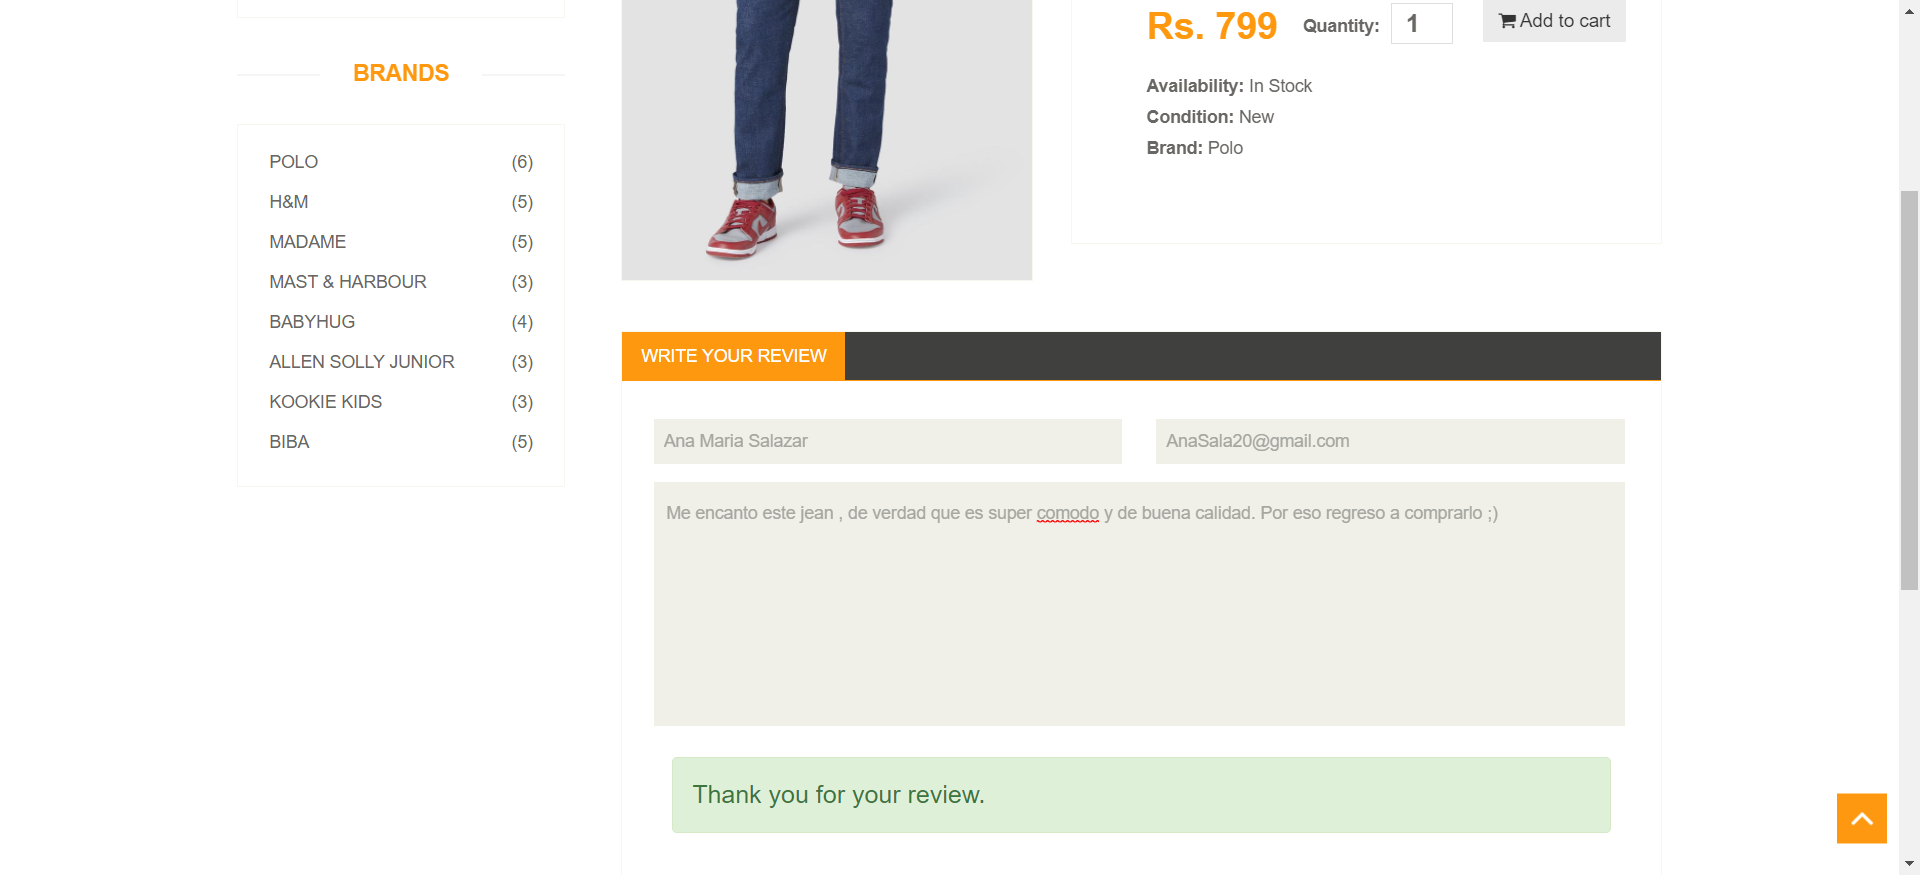 BRANDS
POLO (6)
H&M (5)
MADAME (5)
MAST & HARBOUR (3)
BABYHUG (4)
ALLEN SOLLY JUNIOR (3)
KOOKIE KIDS (3)
BIBA (5)
Rs. 799 Quantity: 1 Add to cart
Availability: In Stock
Condition: New
Brand: Polo
WRITE YOUR REVIEW
Ana Maria Salazar AnaSala20@gmail.com
Me encanto este jean , de verdad que es super comodo y de buena calidad. Por eso regreso a comprarlo ;)
Thank you for your review.